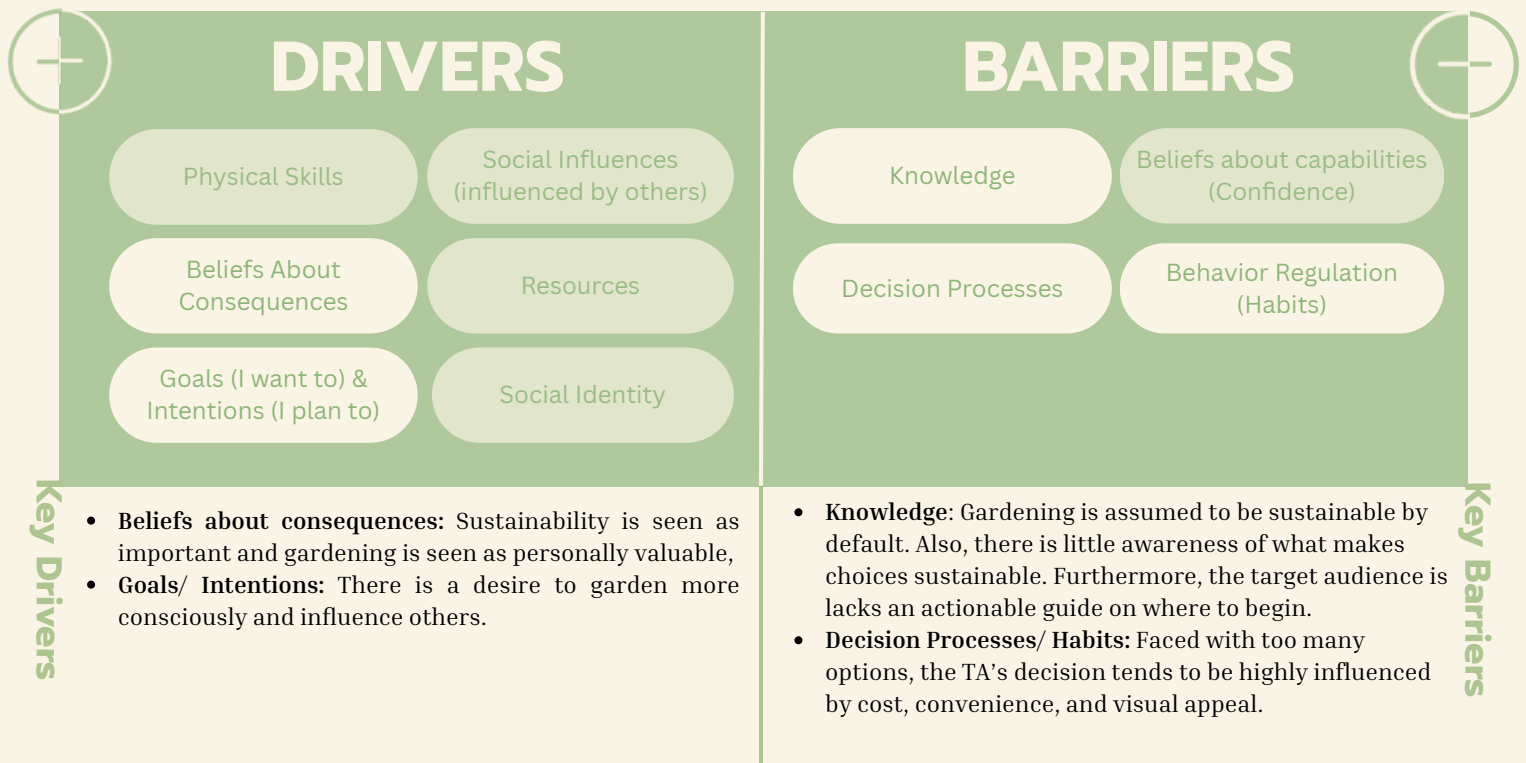 DRIVERS
Physical Skills
Social Influences
(influenced by others)
Beliefs About
Consequences
Resources
Goals (I want to) &
Intentions (I plan to)
Social Identity
Key Drivers
• Beliefs about consequences: Sustainability is seen as
important and gardening is seen as personally valuable,
• Goals/ Intentions: There is a desire to garden more
consciously and influence others.
BARRIERS
Knowledge
Beliefs about capabilities
(Confidence)
Decision Processes
Behavior Regulation
(Habits)
• Knowledge: Gardening is assumed to be sustainable by
default. Also, there is little awareness of what makes
choices sustainable. Furthermore, the target audience is
lacks an actionable guide on where to begin.
• Decision Processes/ Habits: Faced with too many
options, the TA’s decision tends to be highly influenced
by cost, convenience, and visual appeal.
Key Barriers